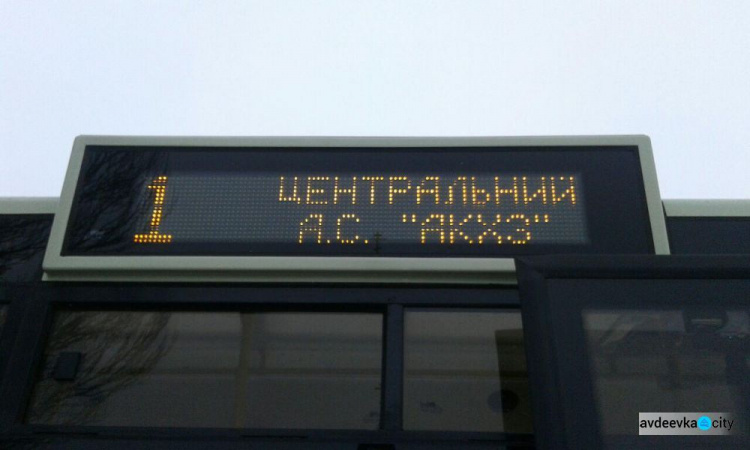 1 ЦЕНТРАЛЬНИЙ
А.С. "АКХЗ"
avdeevka city